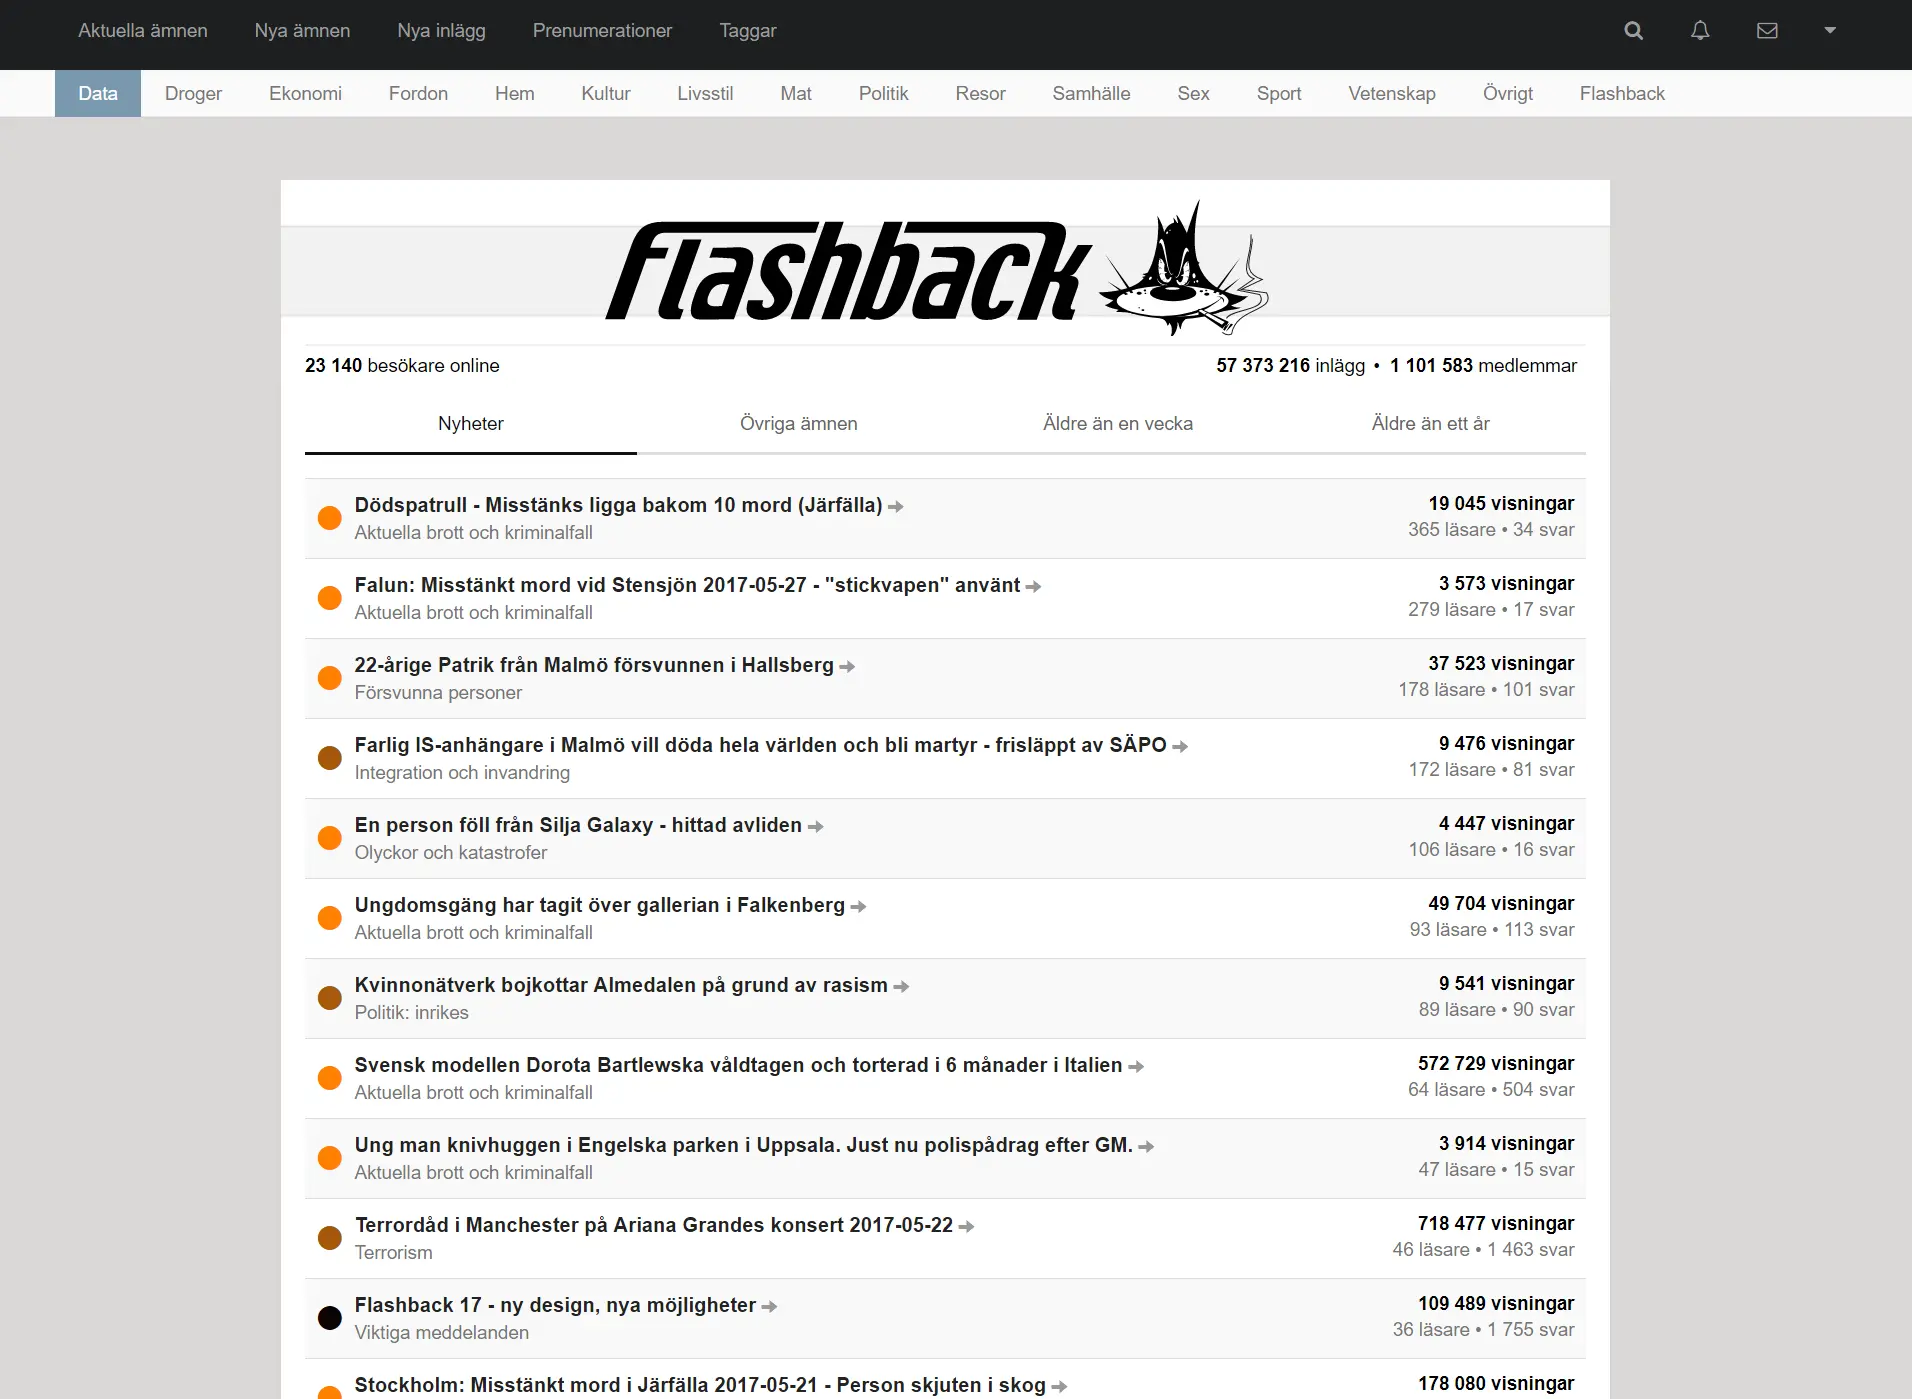 Aktuella ämnen Nya ämnen Nya inlägg Prenumerationer Taggar
Data Droger Ekonomi Fordon Hem Kultur Livsstil Mat Politik Resor Samhälle Sex Sport Vetenskap Övrigt Flashback
flashback
23 140 besökare online 57 373 216 inlägg • 1 101 583 medlemmar
Nyheter Övriga ämnen Äldre än en vecka Äldre än ett år
Dödspatrull - Misstänks ligga bakom 10 mord (Järfälla) 19 045 visningar
Aktuella brott och kriminalfall 365 läsare • 34 svar
Falun: Misstänkt mord vid Stensjön 2017-05-27 - "stickvapen" använt 3 573 visningar
Aktuella brott och kriminalfall 279 läsare • 17 svar
22-årige Patrik från Malmö försvunnen i Hallsberg 37 523 visningar
Försvunna personer 178 läsare • 101 svar
Farlig IS-anhängare i Malmö vill döda hela världen och bli martyr - frisläppt av SÄPO 9 476 visningar
Integration och invandring 172 läsare • 81 svar
En person föll från Silja Galaxy - hittad avliden 4 447 visningar
Olyckor och katastrofer 106 läsare • 16 svar
Ungdomsgäng har tagit över gallerian i Falkenberg 49 704 visningar
Aktuella brott och kriminalfall 93 läsare • 113 svar
Kvinnonätverk bojkottar Almedalen på grund av rasism 9 541 visningar
Politik: inrikes 89 läsare • 90 svar
Svensk modellen Dorota Bartlewska våldtagen och torterad i 6 månader i Italien 572 729 visningar
Aktuella brott och kriminalfall 64 läsare • 504 svar
Ung man knivhuggen i Engelska parken i Uppsala. Just nu polispådrag efter GM. 3 914 visningar
Aktuella brott och kriminalfall 47 läsare • 15 svar
Terrordåd i Manchester på Ariana Grandes konsert 2017-05-22 718 477 visningar
Terrorism 46 läsare • 1 463 svar
Flashback 17 - ny design, nya möjligheter 109 489 visningar
Viktiga meddelanden 36 läsare • 1 755 svar
Stockholm: Misstänkt mord i Järfälla 2017-05-21 - Person skjuten i skog 178 080 visningar